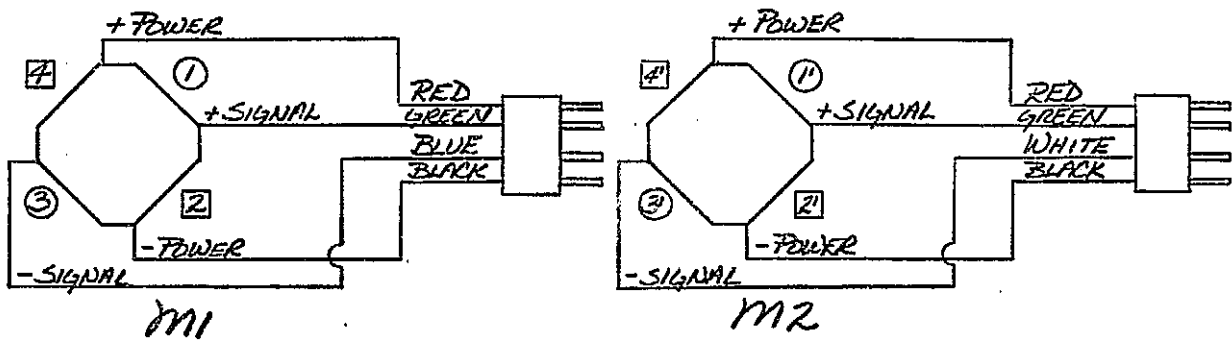 + POWER
4
1
RED
+ SIGNAL
GREEN
BLUE
BLACK
3
2
- POWER
- SIGNAL
M1
+ POWER
4'
1'
RED
+ SIGNAL
GREEN
WHITE
BLACK
3'
2'
- POWER
- SIGNAL
M2